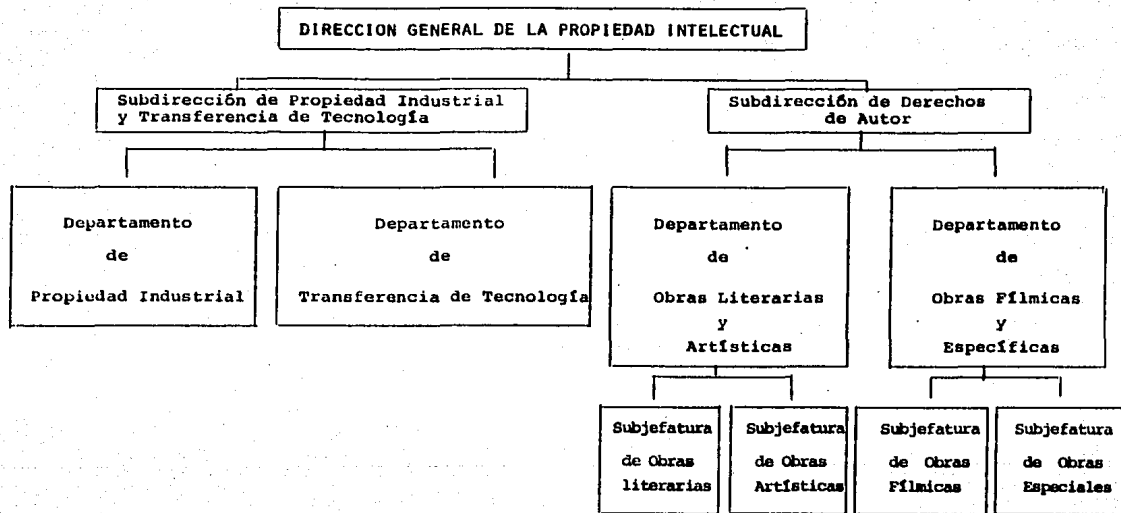 DIRECCION GENERAL DE LA PROPIEDAD INTELECTUAL
Subdirección de Propiedad Industrial
y Transferencia de Tecnología
Subdirección de Derechos
de Autor
Departamento
de
Propiedad Industrial
Departamento
de
Transferencia de Tecnología
Departamento
de
Obras Literarias
y
Artísticas
Departamento
de
Obras Fílmicas
y
Específicas
Subjefatura
de Obras
literarias
Subjefatura
de Obras
Artísticas
Subjefatura
de Obras
Fílmicas
Subjefatura
de Obras
Especiales